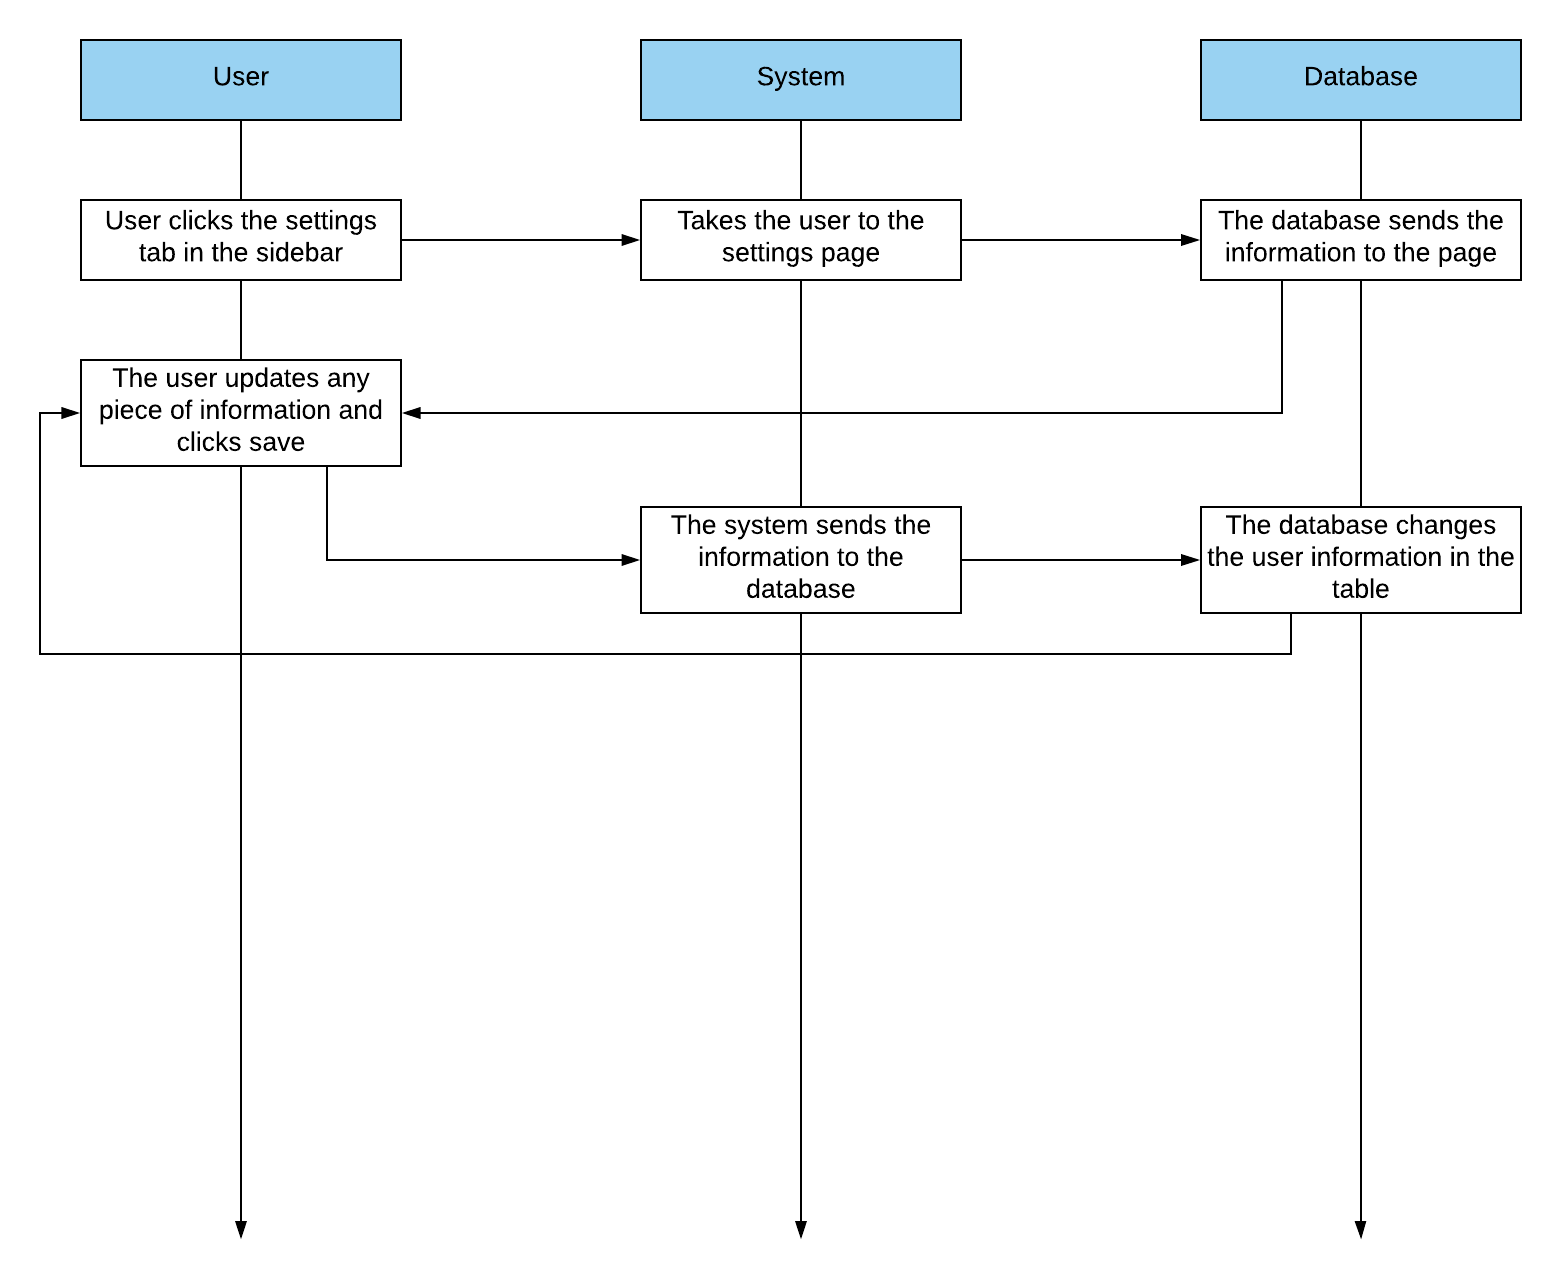 User
System
Database
User clicks the settings
tab in the sidebar
Takes the user to the
settings page
The database sends the
information to the page
The user updates any
piece of information and
clicks save
The system sends the
information to the
database
The database changes
the user information in the
table